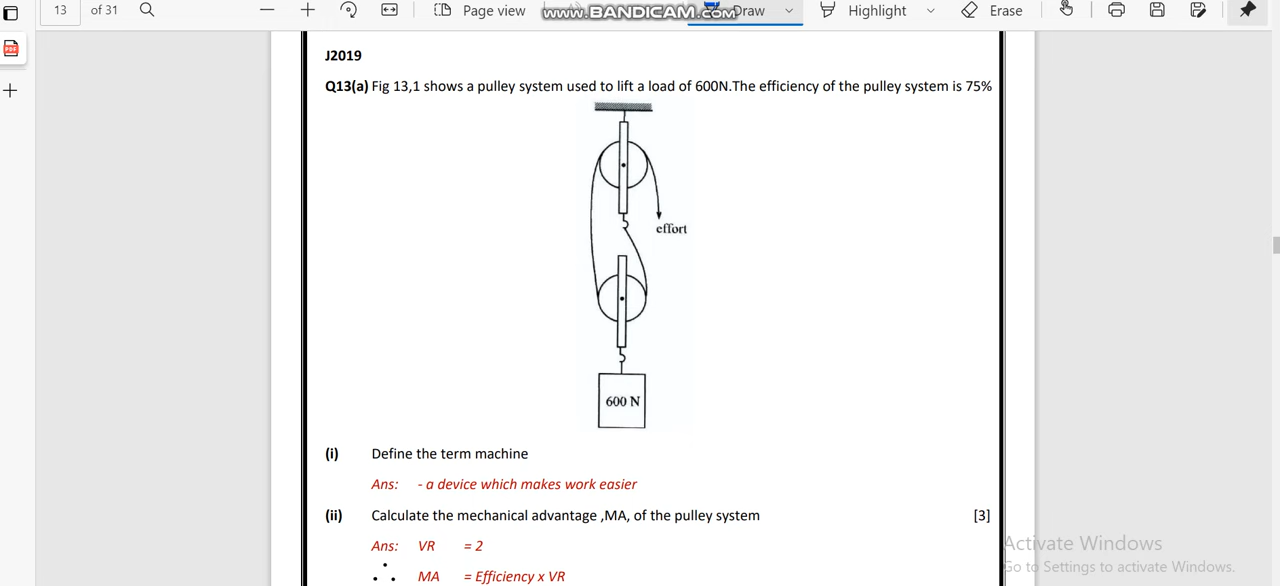 13 of 31 Page view www.BANDICAM.com Draw Highlight Erase
PDF
J2019
Q13(a) Fig 13,1 shows a pulley system used to lift a load of 600N.The efficiency of the pulley system is 75%
effort
600 N
(i) Define the term machine
Ans: - a device which makes work easier
(ii) Calculate the mechanical advantage ,MA, of the pulley system [3]
Ans: VR = 2
∴ MA = Efficiency x VR
Activate Windows
Go to Settings to activate Windows.